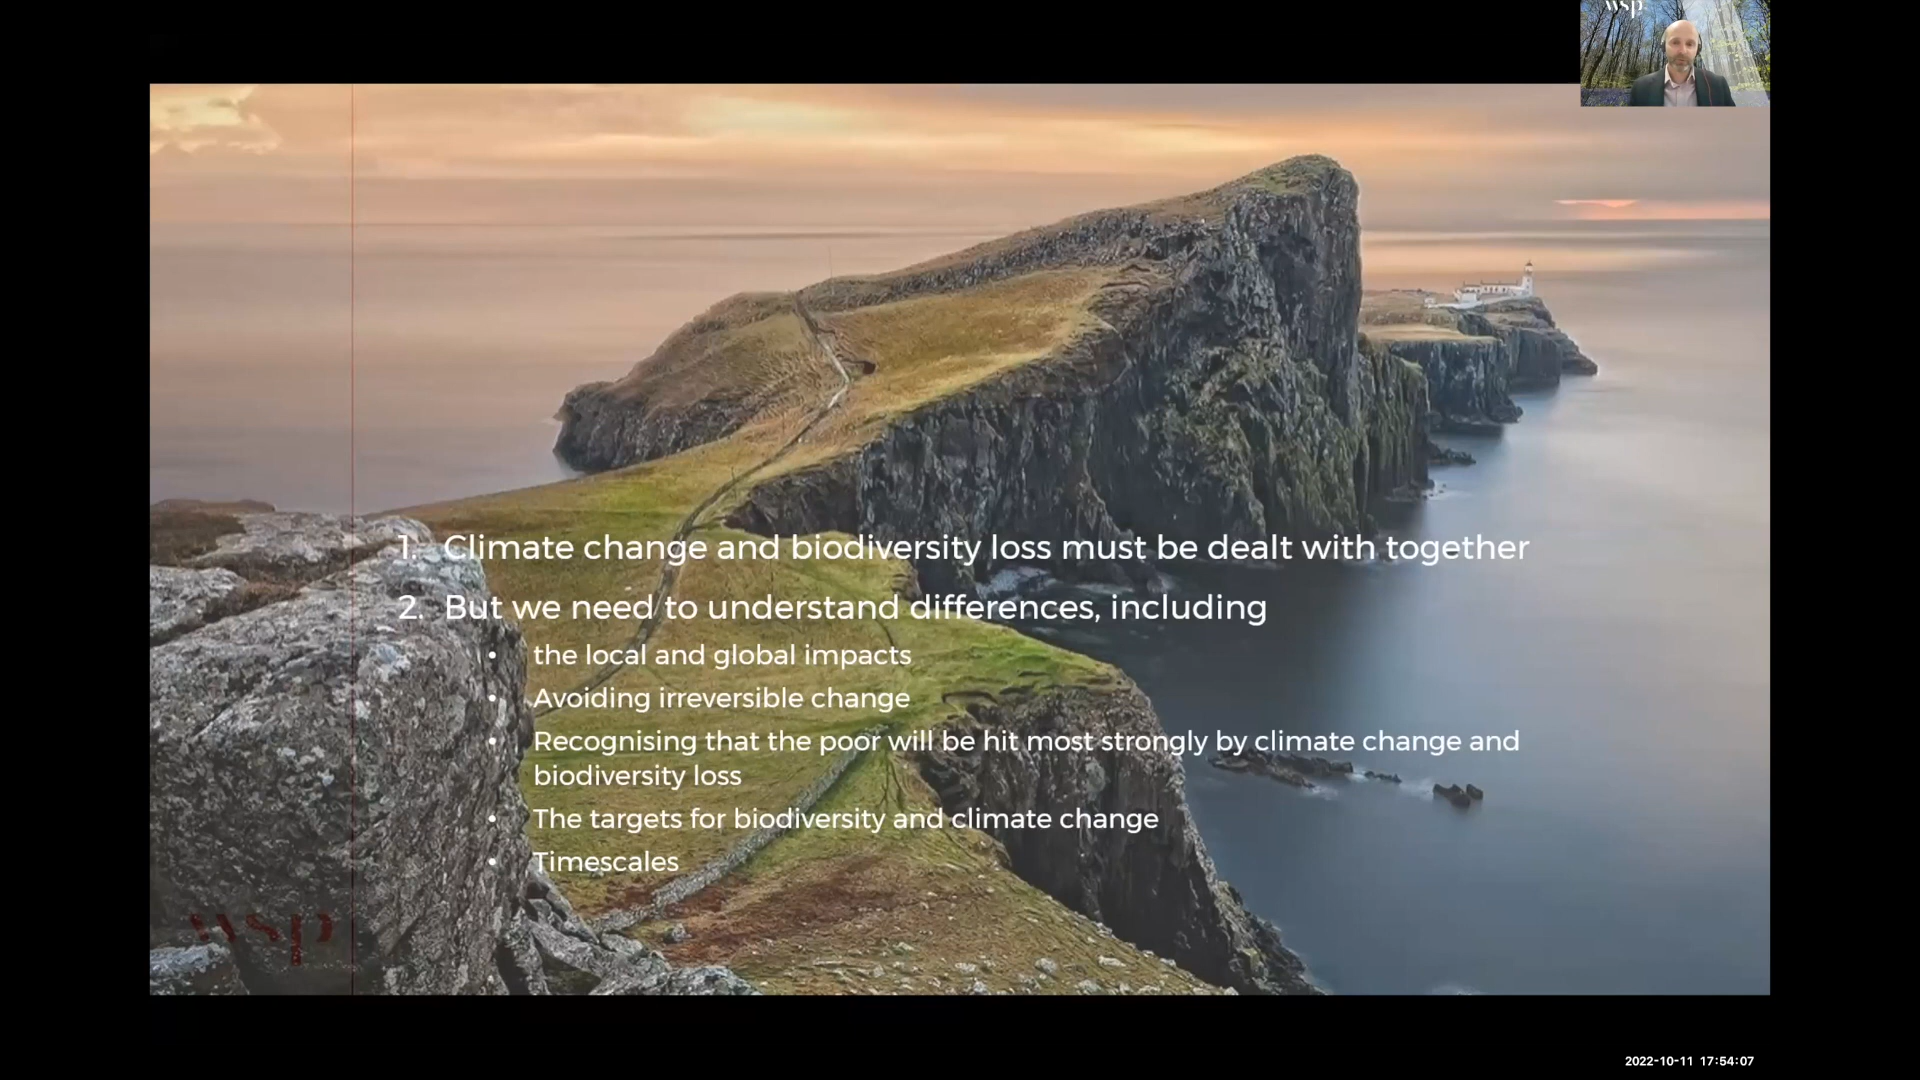 wsp
1. Climate change and biodiversity loss must be dealt with together
2. But we need to understand differences, including
• the local and global impacts
• Avoiding irreversible change
• Recognising that the poor will be hit most strongly by climate change and
biodiversity loss
• The targets for biodiversity and climate change
• Timescales
wsp
2022-10-11 17:54:07